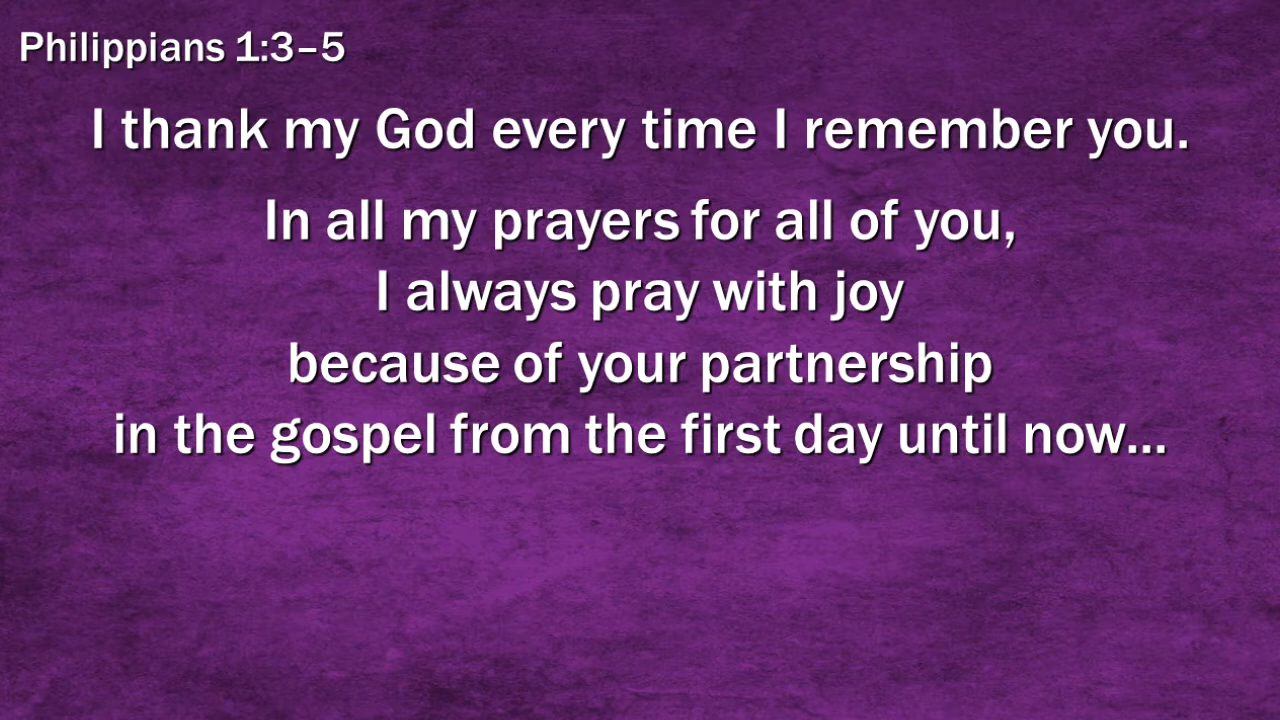 Philippians 1:3–5
I thank my God every time I remember you.
In all my prayers for all of you,
I always pray with joy
because of your partnership
in the gospel from the first day until now...